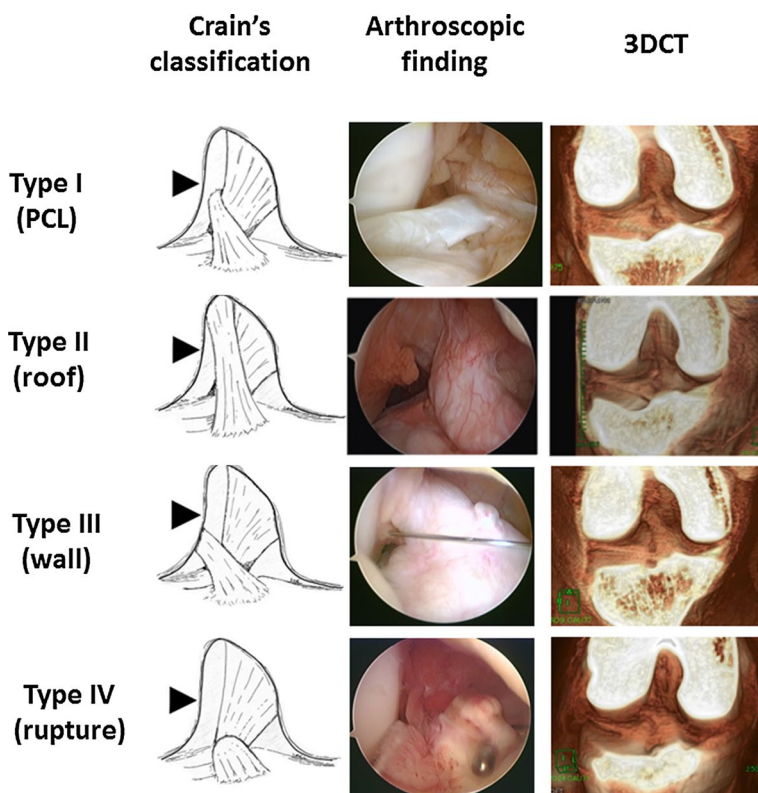 Crain’s
classification
Arthroscopic
finding
3DCT
Type I
(PCL)
Type II
(roof)
Type III
(wall)
Type IV
(rupture)